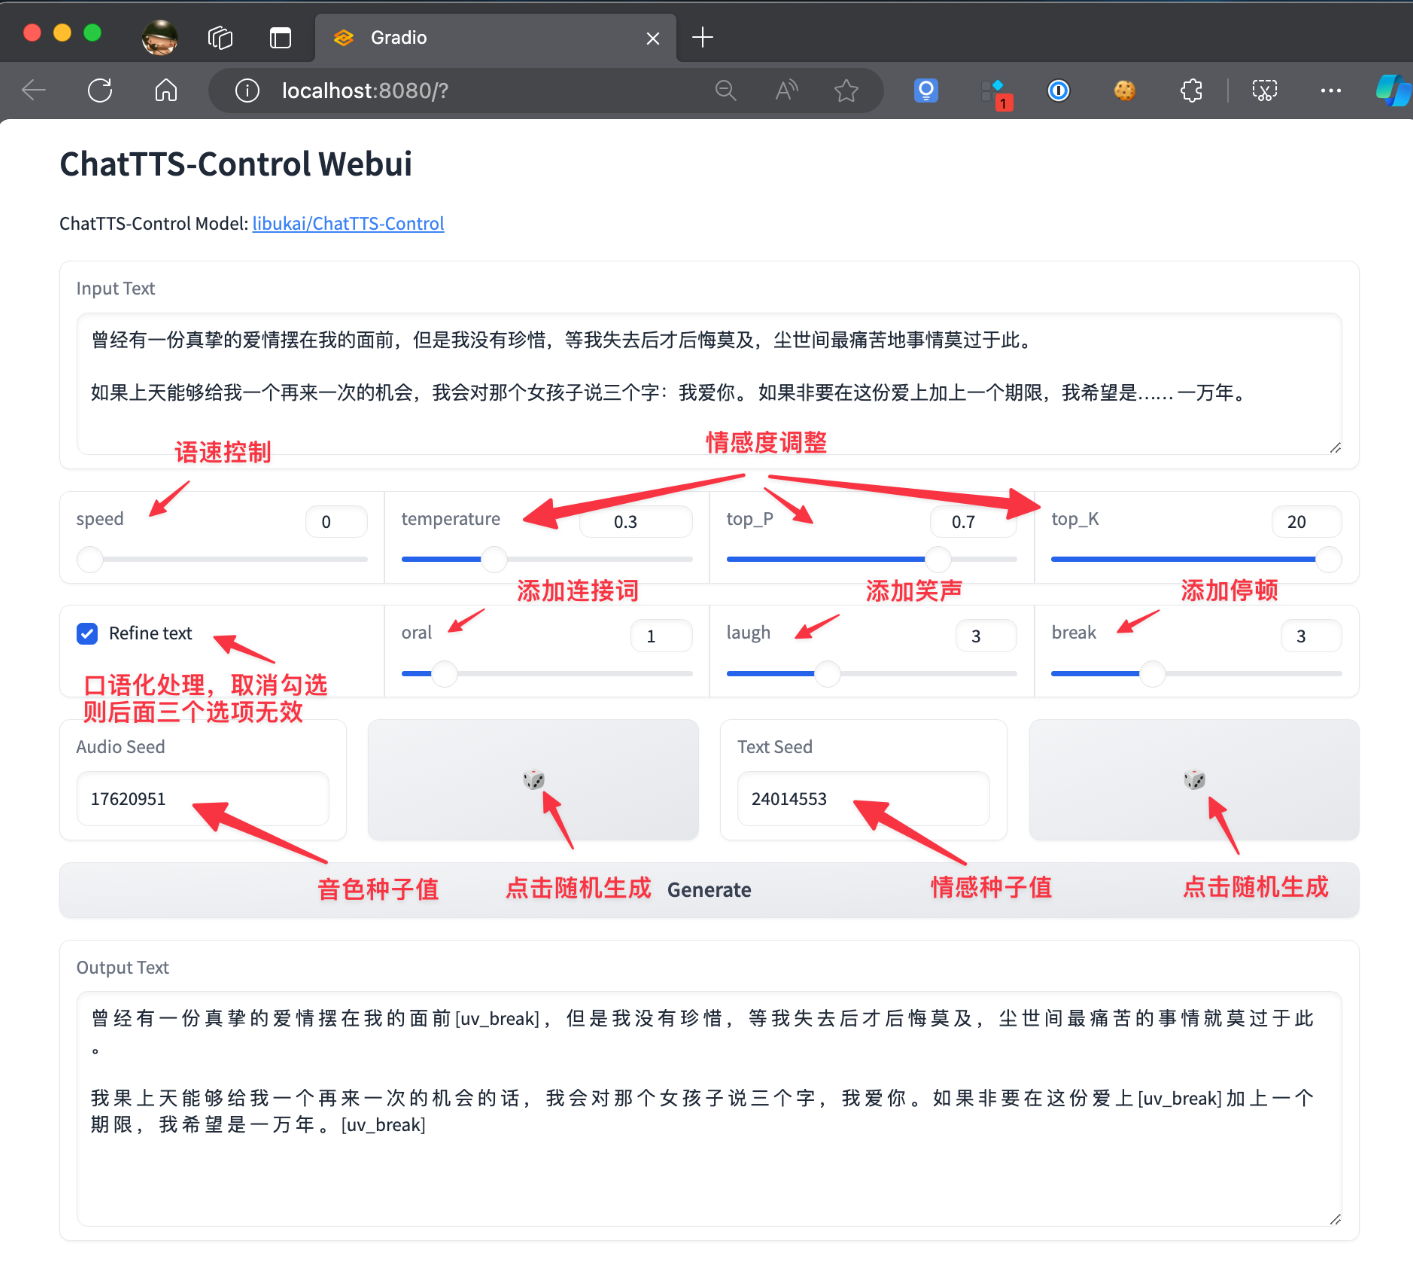 Gradio
localhost:8080/?
1
ChatTTS-Control Webui
ChatTTS-Control Model: libukai/ChatTTS-Control
Input Text
曾经有一份真挚的爱情摆在我的面前，但是我没有珍惜，等我失去后才后悔莫及，尘世间最痛苦地事情莫过于此。
如果上天能够给我一个再来一次的机会，我会对那个女孩子说三个字：我爱你。 如果非要在这份爱上加上一个期限，我希望是…… 一万年。
语速控制
情感度调整
speed
0
temperature
0.3
top_P
0.7
top_K
20
添加连接词
添加笑声
添加停顿
Refine text
oral
1
laugh
3
break
3
口语化处理，取消勾选
则后面三个选项无效
Audio Seed
17620951
Text Seed
24014553
音色种子值
点击随机生成
Generate
情感种子值
点击随机生成
Output Text
曾 经 有 一 份 真 挚 的 爱 情 摆 在 我 的 面 前 [uv_break] ， 但 是 我 没 有 珍 惜 ， 等 我 失 去 后 才 后 悔 莫 及 ， 尘 世 间 最 痛 苦 的 事 情 就 莫 过 于 此
。
我 果 上 天 能 够 给 我 一 个 再 来 一 次 的 机 会 的 话 ， 我 会 对 那 个 女 孩 子 说 三 个 字 ， 我 爱 你 。 如 果 非 要 在 这 份 爱 上 [uv_break] 加 上 一 个
期 限 ， 我 希 望 是 一 万 年 。 [uv_break]